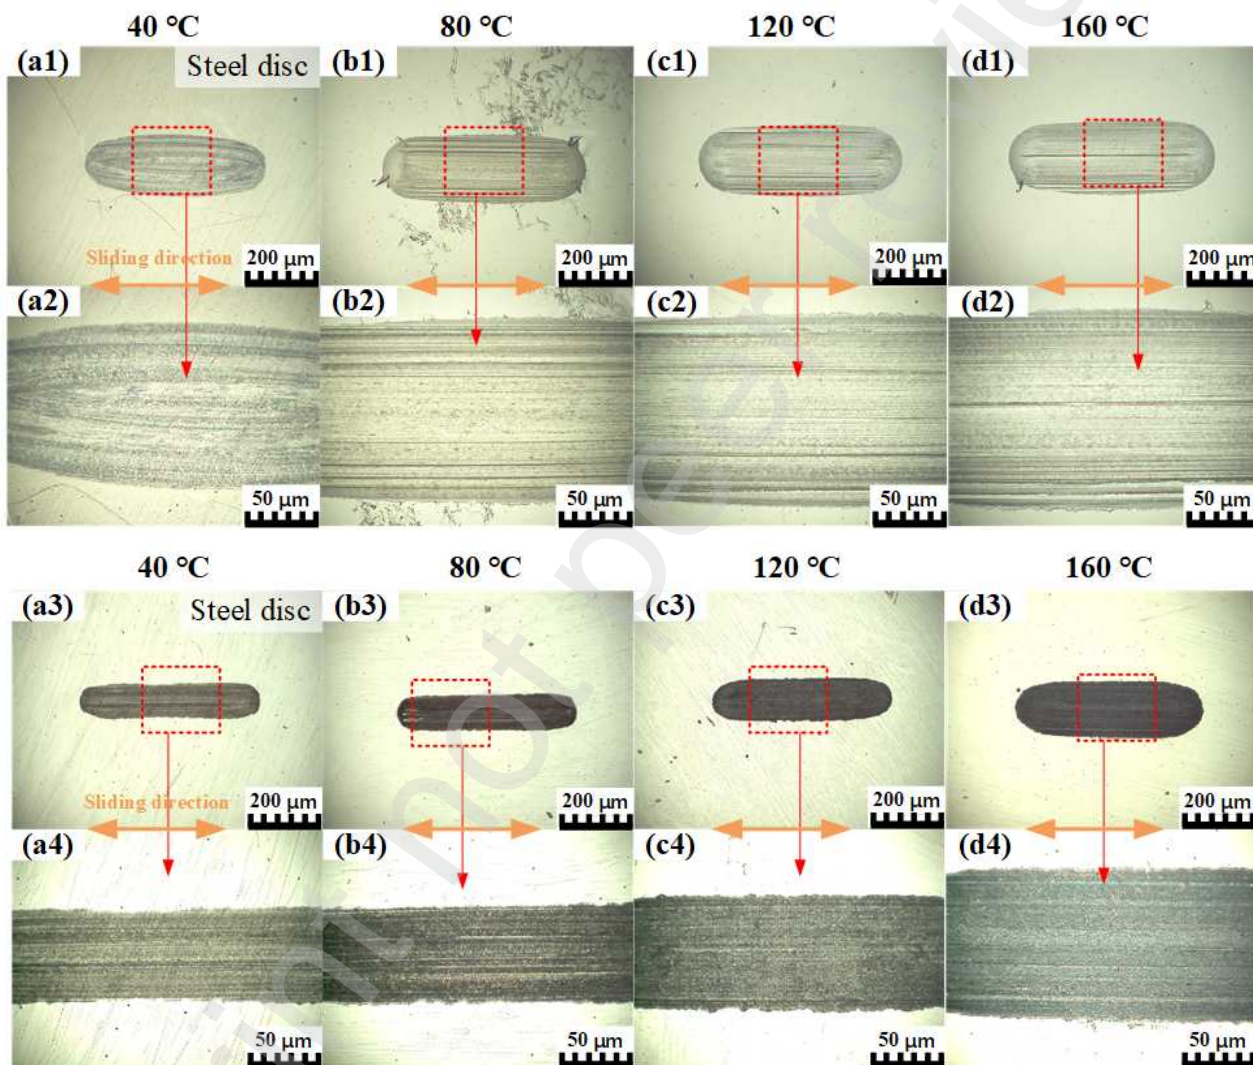 40 °C 80 °C 120 °C 160 °C
(a1) Steel disc (b1) (c1) (d1)
Sliding direction
200 μm 200 μm 200 μm 200 μm
(a2) (b2) (c2) (d2)
50 μm 50 μm 50 μm 50 μm
40 °C 80 °C 120 °C 160 °C
(a3) Steel disc (b3) (c3) (d3)
Sliding direction
200 μm 200 μm 200 μm 200 μm
(a4) (b4) (c4) (d4)
50 μm 50 μm 50 μm 50 μm
not peer